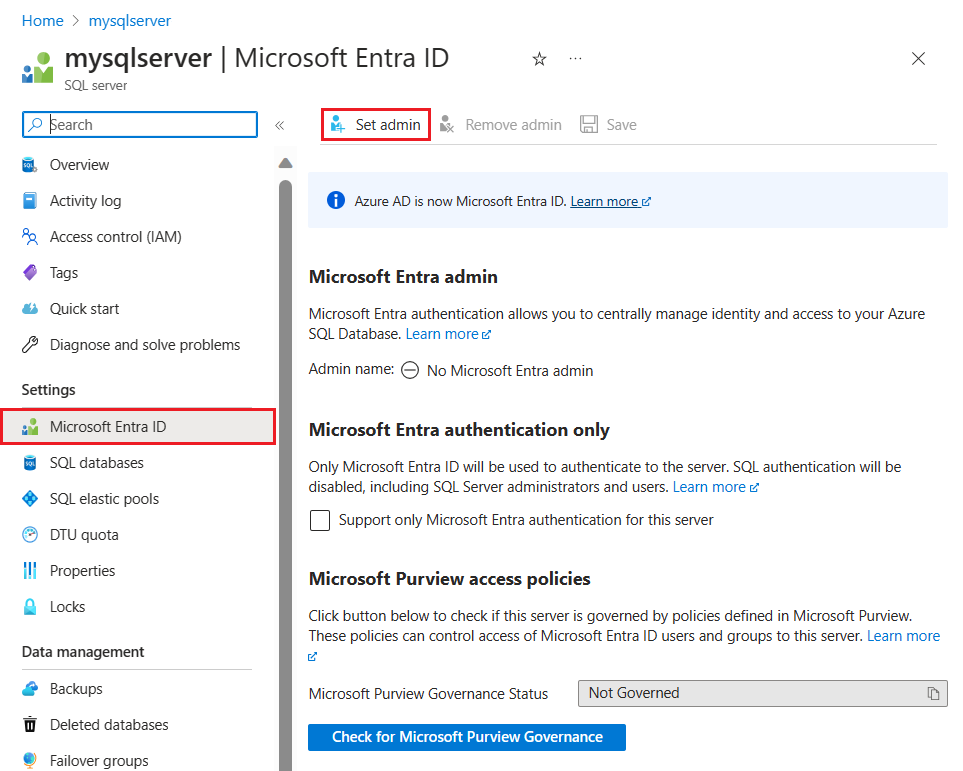 Home > mysqlserver
mysqlserver | Microsoft Entra ID
SQL server
Search
Overview
Activity log
Access control (IAM)
Tags
Quick start
Diagnose and solve problems
Settings
Microsoft Entra ID
SQL databases
SQL elastic pools
DTU quota
Properties
Locks
Data management
Backups
Deleted databases
Failover groups
Set admin Remove admin Save
Azure AD is now Microsoft Entra ID. Learn more
Microsoft Entra admin
Microsoft Entra authentication allows you to centrally manage identity and access to your Azure
SQL Database. Learn more
Admin name: No Microsoft Entra admin
Microsoft Entra authentication only
Only Microsoft Entra ID will be used to authenticate to the server. SQL authentication will be
disabled, including SQL Server administrators and users. Learn more
Support only Microsoft Entra authentication for this server
Microsoft Purview access policies
Click button below to check if this server is governed by policies defined in Microsoft Purview.
These policies can control access of Microsoft Entra ID users and groups to this server. Learn more
Microsoft Purview Governance Status Not Governed
Check for Microsoft Purview Governance